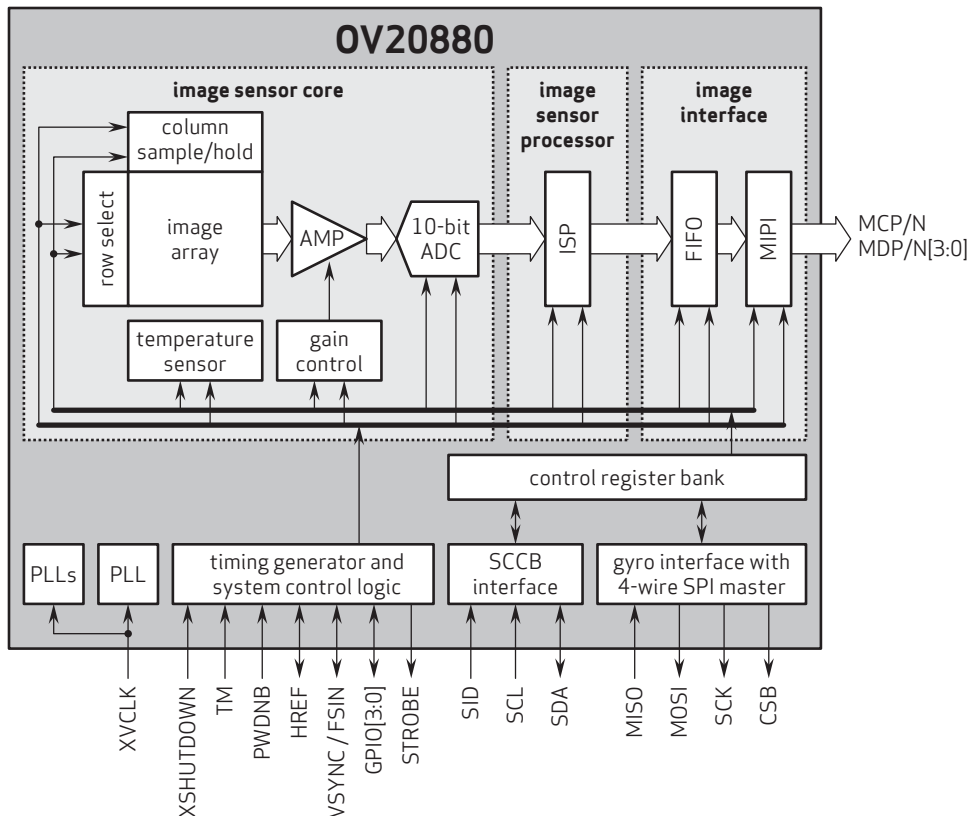 OV20880
image sensor core
image
sensor
processor
image
interface
column
sample/hold
row select
image
array
AMP
10-bit
ADC
ISP
FIFO
MIPI
MCP/N
MDP/N[3:0]
temperature
sensor
gain
control
control register bank
PLLs
PLL
timing generator and
system control logic
SCCB
interface
gyro interface with
4-wire SPI master
XVCLK
XSHUTDOWN
TM
PWDNB
HREF
VSYNC / FSIN
GPIO[3:0]
STROBE
SID
SCL
SDA
MISO
MOSI
SCK
CSB